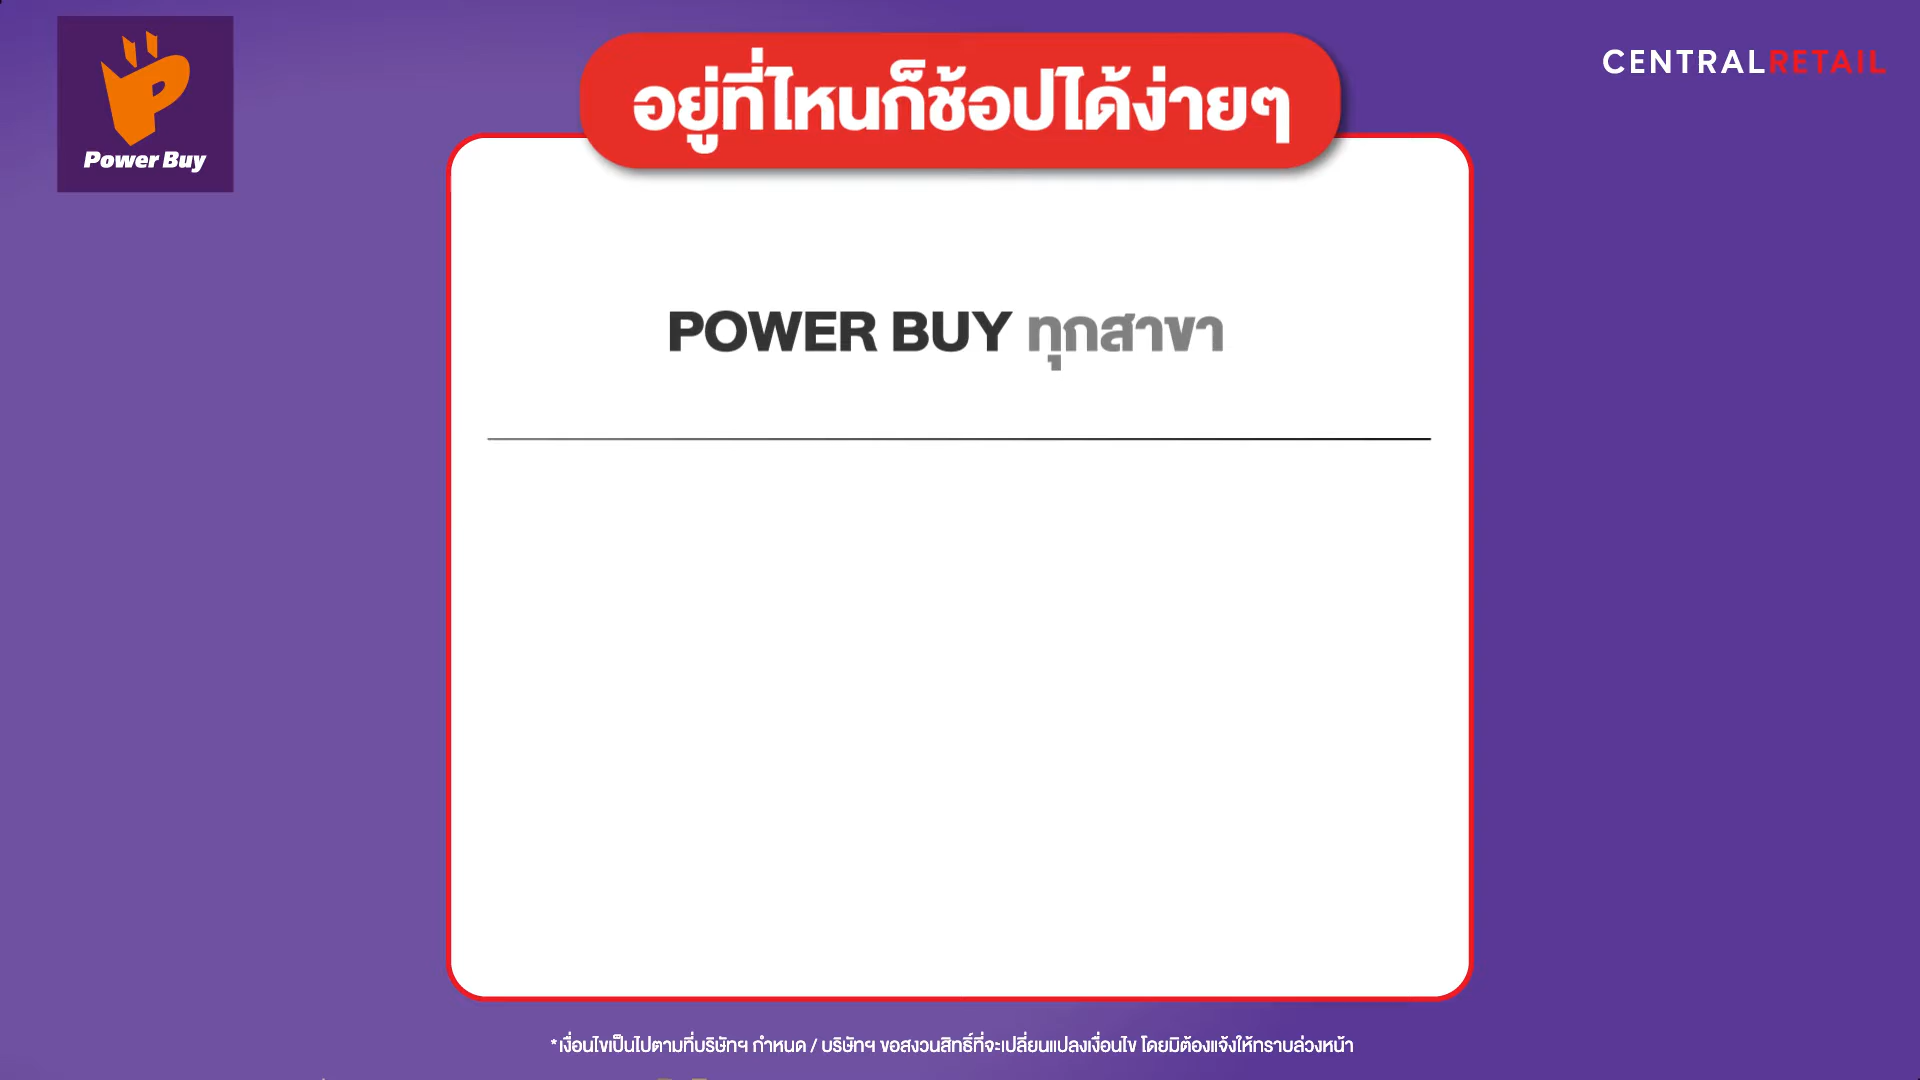 Power Buy
CENTRALRETAIL
อยู่ที่ไหนก็ช้อปได้ง่ายๆ
POWER BUY ทุกสาขา
*เงื่อนไขเป็นไปตามที่บริษัทฯ กำหนด / บริษัทฯ ขอสงวนสิทธิ์ที่จะเปลี่ยนแปลงเงื่อนไข โดยมิต้องแจ้งให้ทราบล่วงหน้า